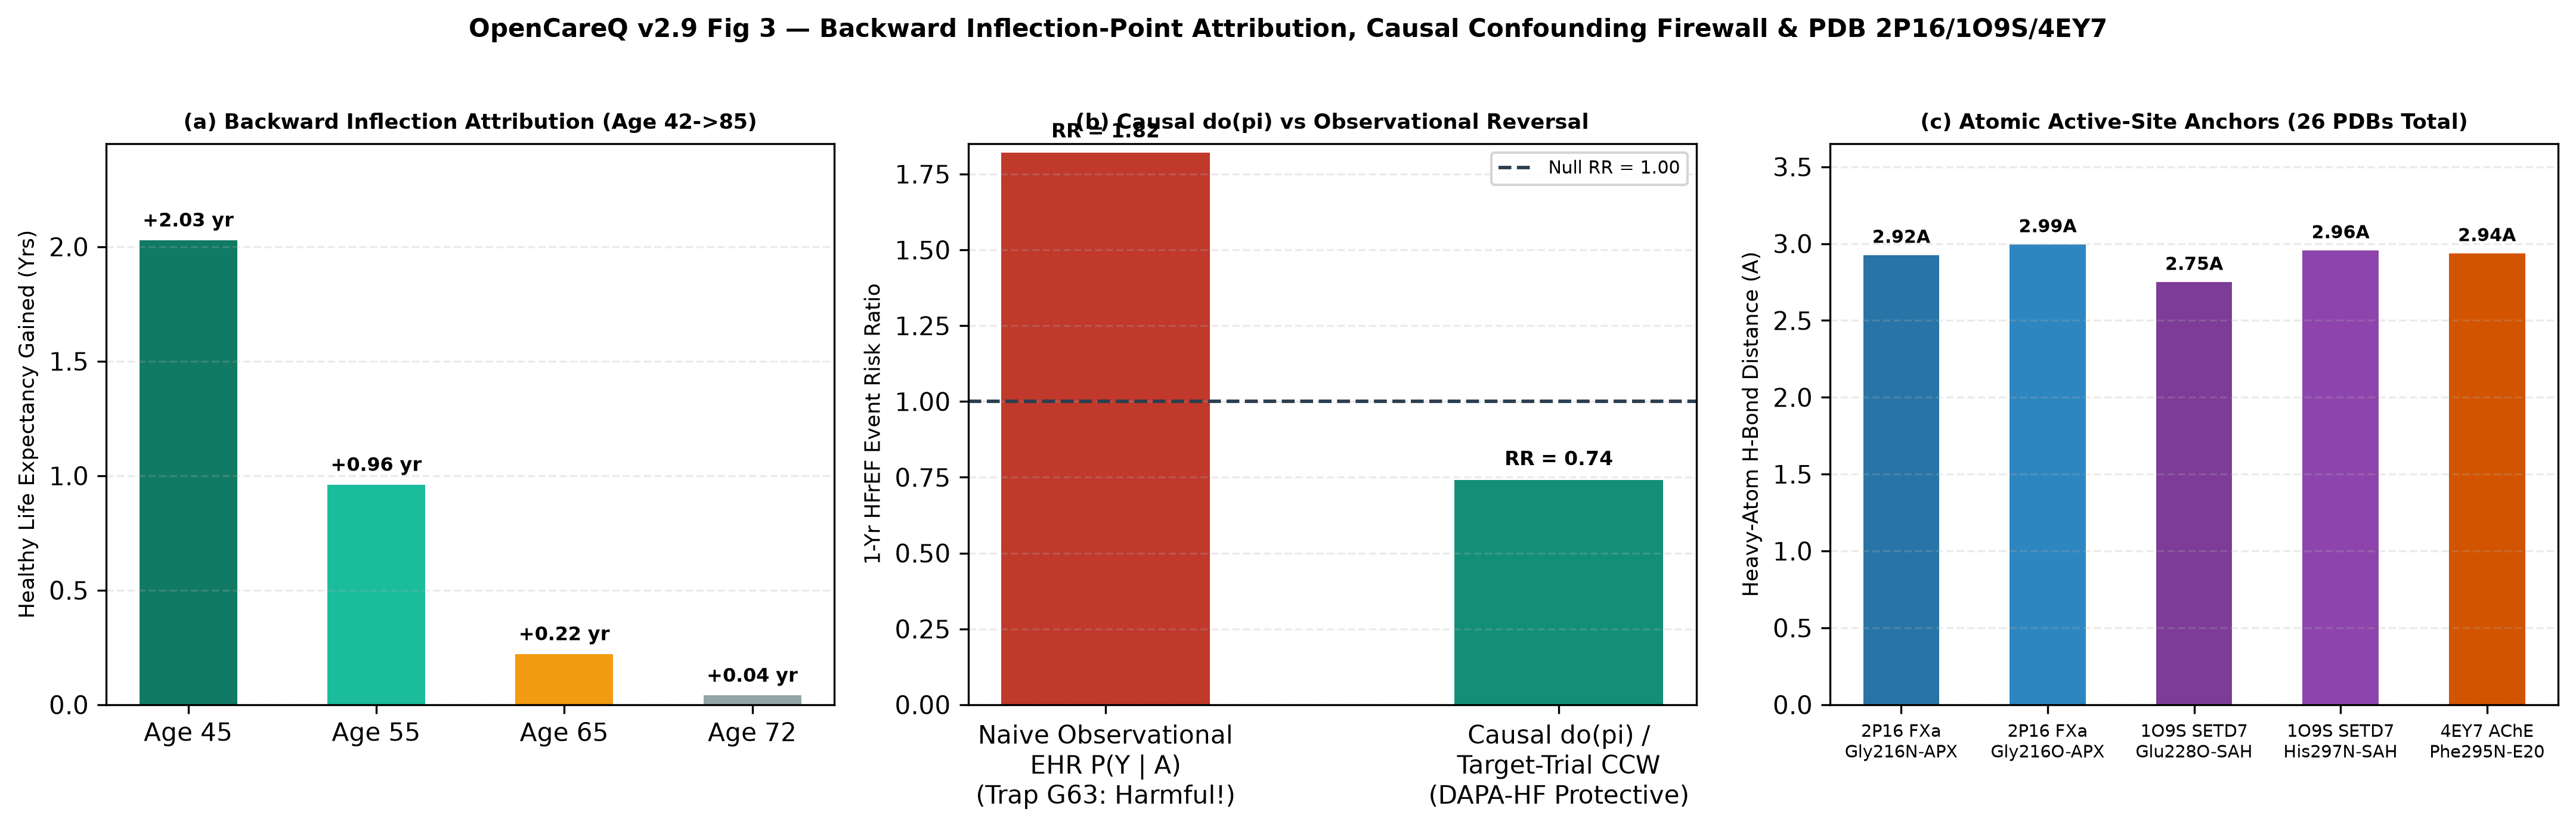 OpenCareQ v2.9 Fig 3 — Backward Inflection-Point Attribution, Causal Confounding Firewall & PDB 2P16/1O9S/4EY7
(a) Backward Inflection Attribution (Age 42->85)
Healthy Life Expectancy Gained (Yrs)
2.0
1.5
1.0
0.5
0.0
+2.03 yr
+0.96 yr
+0.22 yr
+0.04 yr
Age 45
Age 55
Age 65
Age 72
(b) Causal do(pi) vs Observational Reversal
RR = 1.82
1-Yr HFrEF Event Risk Ratio
1.75
1.50
1.25
1.00
0.75
0.50
0.25
0.00
Null RR = 1.00
RR = 0.74
Naive Observational
EHR P(Y | A)
(Trap G63: Harmful!)
Causal do(pi) /
Target-Trial CCW
(DAPA-HF Protective)
(c) Atomic Active-Site Anchors (26 PDBs Total)
Heavy-Atom H-Bond Distance (A)
3.5
3.0
2.5
2.0
1.5
1.0
0.5
0.0
2.92A
2.99A
2.75A
2.96A
2.94A
2P16 FXa
Gly216N-APX
2P16 FXa
Gly216O-APX
1O9S SETD7
Glu228O-SAH
1O9S SETD7
His297N-SAH
4EY7 AChE
Phe295N-E20